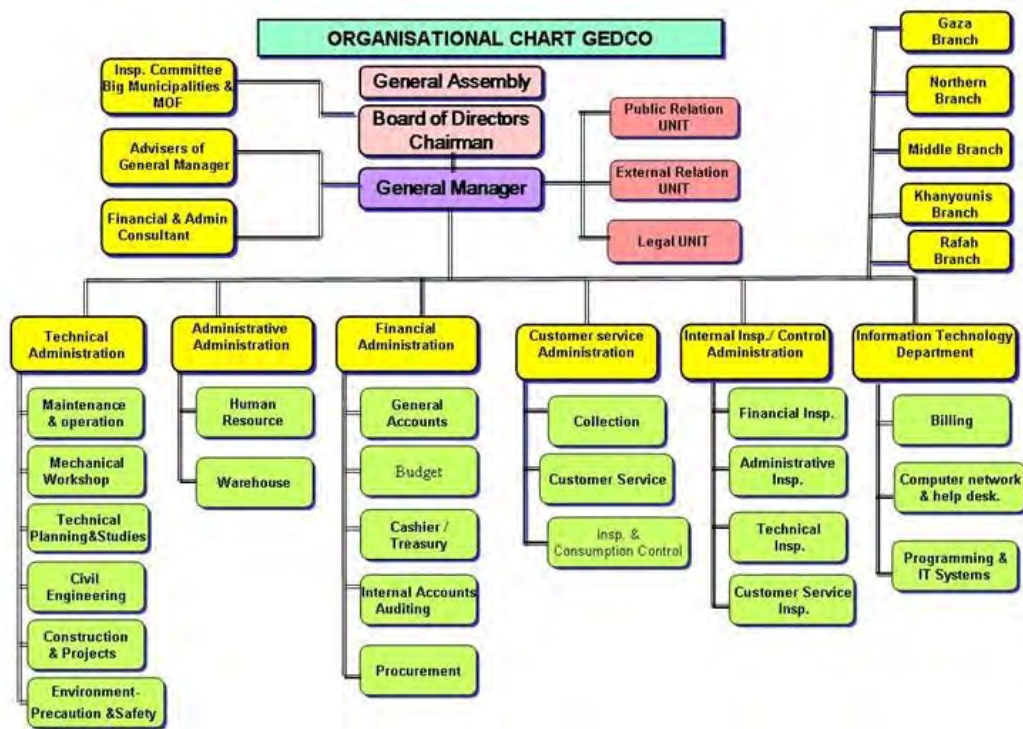 ORGANISATIONAL CHART GEDCO
Insp. Committee
Big Municipalities &
MOF
Advisers of
General Manager
Financial & Admin
Consultant
General Assembly
Board of Directors
Chairman
General Manager
Public Relation
UNIT
External Relation
UNIT
Legal UNIT
Gaza
Branch
Northern
Branch
Middle Branch
Khanyounis
Branch
Rafah
Branch
Technical
Administration
Maintenance
& operation
Mechanical
Workshop
Technical
Planning&Studies
Civil
Engineering
Construction
& Projects
Environment-
Precaution &Safety
Administrative
Administration
Human
Resource
Warehouse
Financial
Administration
General
Accounts
Budget
Cashier /
Treasury
Internal Accounts
Auditing
Procurement
Customer service
Administration
Collection
Customer Service
Insp. &
Consumption Control
Internal Insp./ Control
Administration
Financial Insp.
Administrative
Insp.
Technical
Insp.
Customer Service
Insp.
Information Technology
Department
Billing
Computer network
& help desk.
Programming &
IT Systems